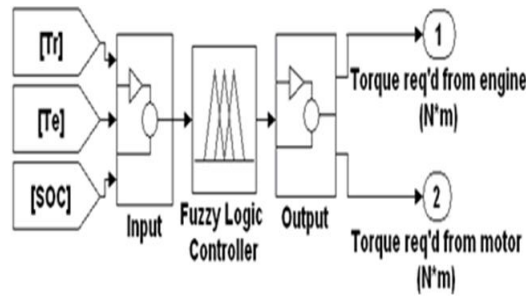 [Tr]
[Te]
[SOC]
Input
Fuzzy Logic
Controller
Output
1
Torque req'd from engine
(N*m)
2
Torque req'd from motor
(N*m)